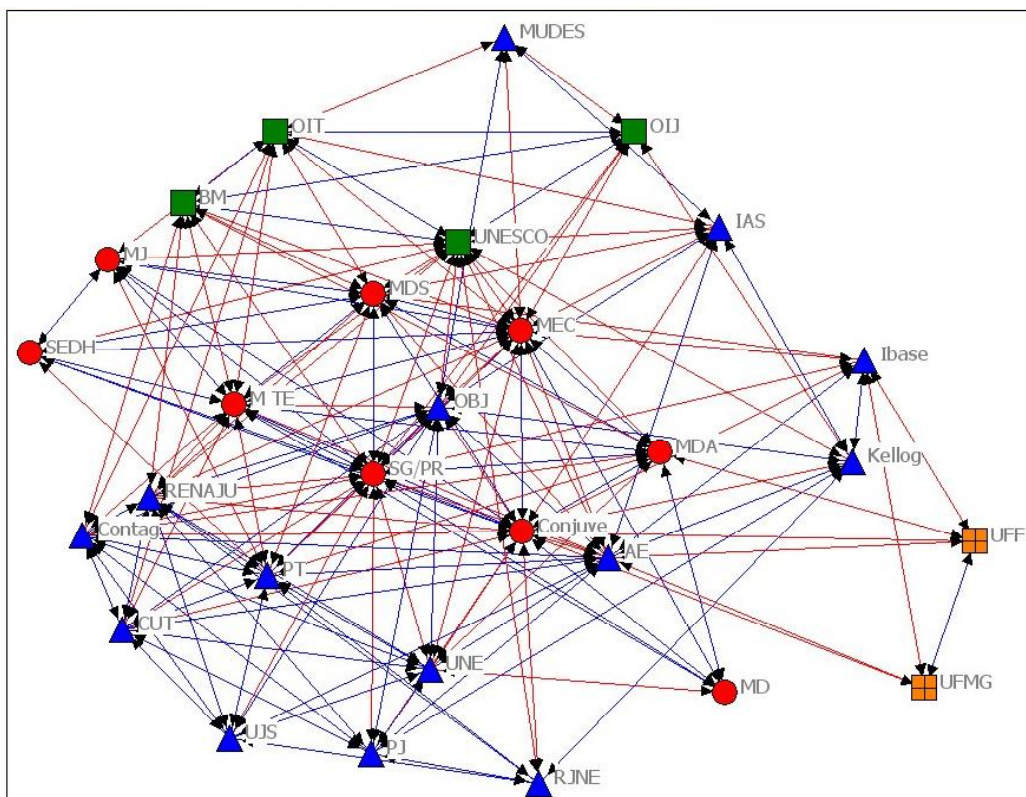 MUDES
OIT
OIJ
BM
IAS
UNESCO
MJ
MDS
MEC
SEDH
Ibase
M TE
OBJ
MDA
Kellog
SG/PR
RENAJU
Contag
Conjuve
UFF
AE
PT
CUT
UNE
MD
UFMG
UJS
PJ
RJNE